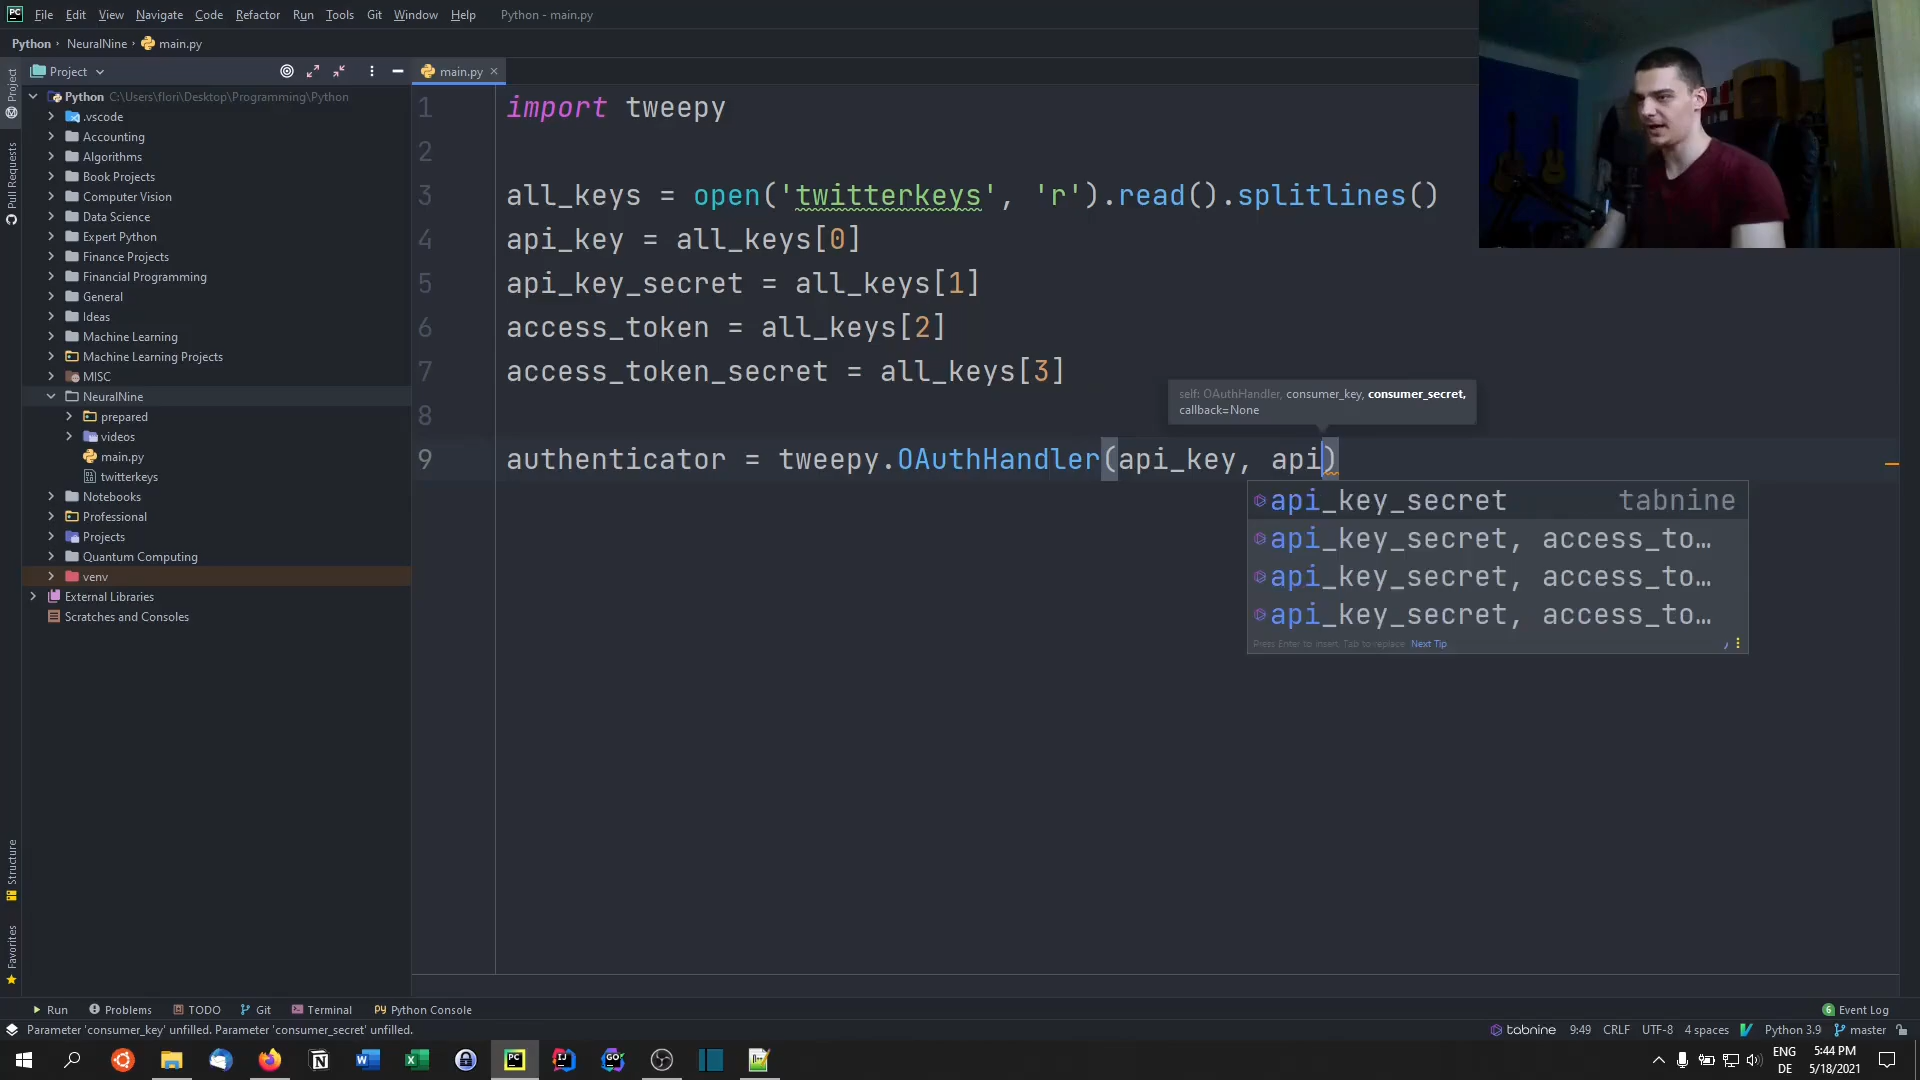 File Edit View Navigate Code Refactor Run Tools Git Window Help Python - main.py
Python › NeuralNine › main.py
Project
main.py
Project
Pull Requests
Structure
Favorites
Python C:\Users\flori\Desktop\Programming\Python
.vscode
Accounting
Algorithms
Book Projects
Computer Vision
Data Science
Expert Python
Finance Projects
Financial Programming
General
Ideas
Machine Learning
Machine Learning Projects
MISC
NeuralNine
prepared
videos
main.py
twitterkeys
Notebooks
Professional
Projects
Quantum Computing
venv
External Libraries
Scratches and Consoles
1 import tweepy
2
3 all_keys = open('twitterkeys', 'r').read().splitlines()
4 api_key = all_keys[0]
5 api_key_secret = all_keys[1]
6 access_token = all_keys[2]
7 access_token_secret = all_keys[3]
8
self: OAuthHandler, consumer_key, consumer_secret,
callback=None
9 authenticator = tweepy.OAuthHandler(api_key, api)
api_key_secret tabnine
api_key_secret, access_to…
api_key_secret, access_to…
api_key_secret, access_to…
Press Enter to insert, Tab to replace Next Tip
Run Problems TODO Git Terminal Python Console 6 Event Log
Parameter 'consumer_key' unfilled. Parameter 'consumer_secret' unfilled. tabnine 9:49 CRLF UTF-8 4 spaces Python 3.9 master
ENG 5:44 PM
DE 5/18/2021